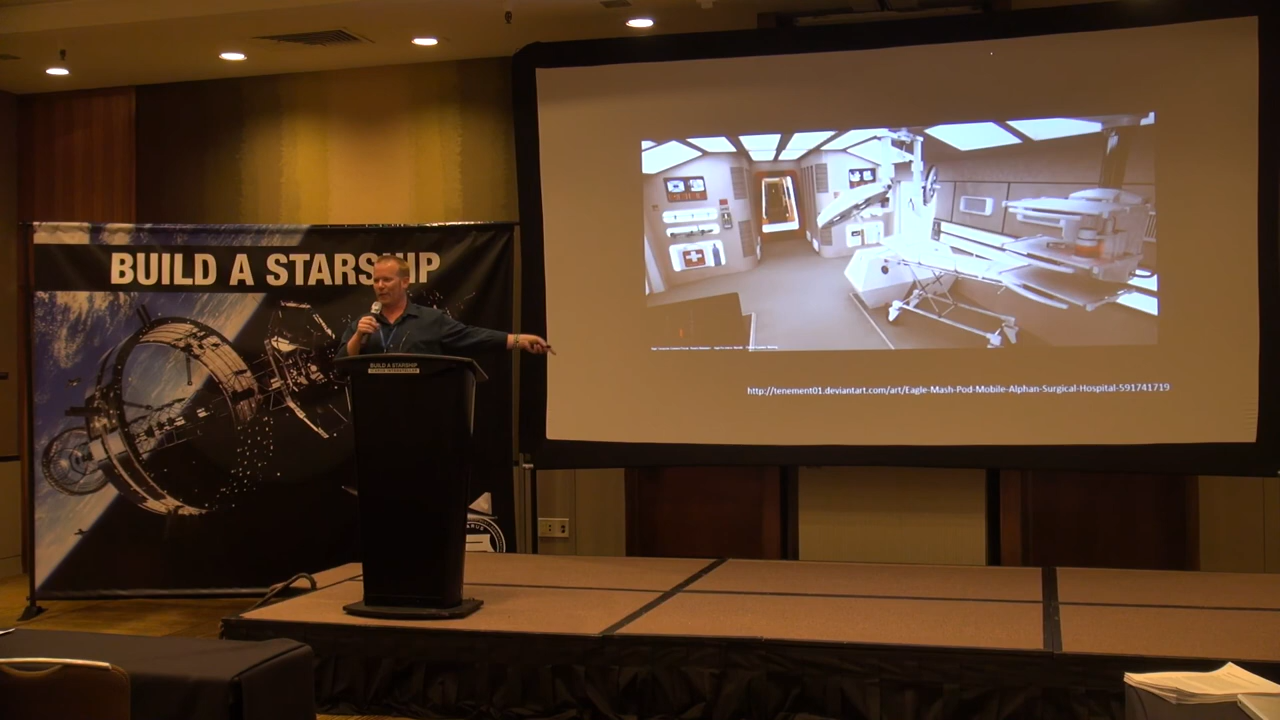 BUILD A STARSHIP
BUILD A STARSHIP
http://tenement01.deviantart.com/art/Eagle-Mash-Pod-Mobile-Alphan-Surgical-Hospital-591741719